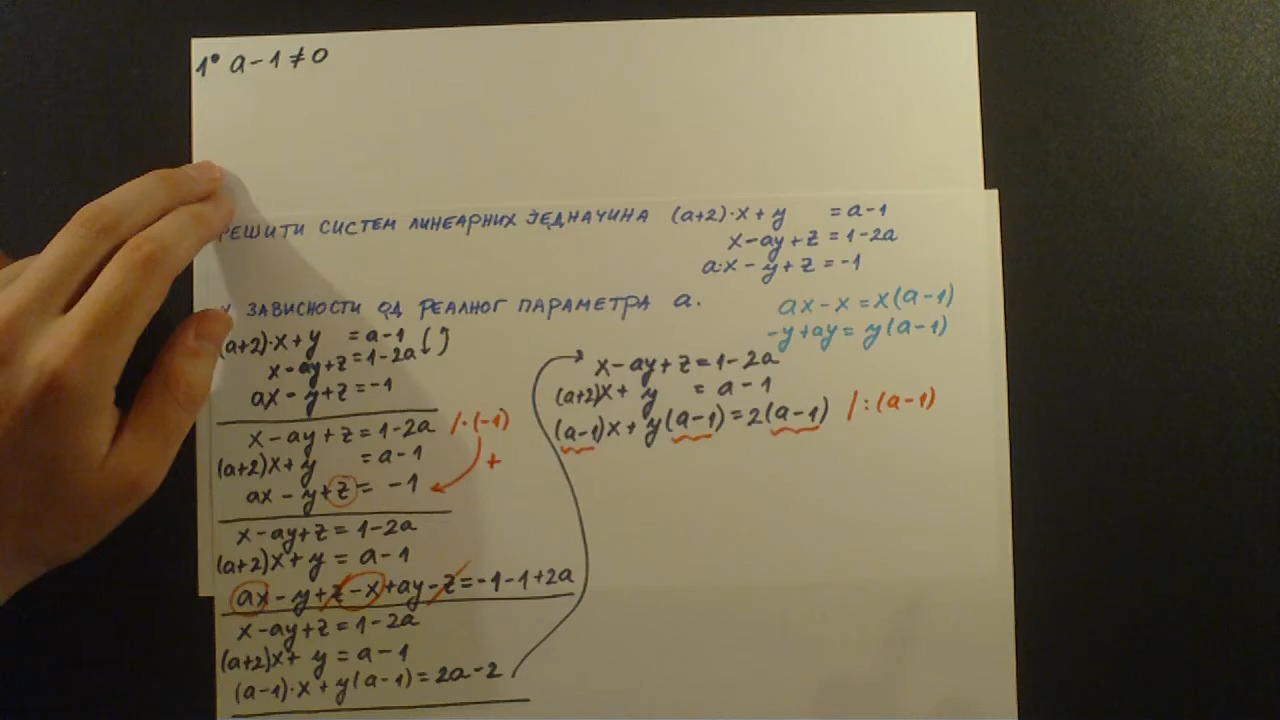 1° a-1≠0
РЕШИТИ СИСТЕМ ЛИНЕАРНИХ ЈЕДНАЧИНА (a+2)·x+y =a-1
x-ay+z=1-2a
a·x-y+z=-1
У ЗАВИСНОСТИ ОД РЕАЛНОГ ПАРАМЕТРА a.
ax-x=x(a-1)
-y+ay=y(a-1)
(a+2)·x+y =a-1
x-ay+z=1-2a
ax-y+z=-1
x-ay+z=1-2a /·(-1)
(a+2)x+y =a-1
+
ax-y+z=-1
x-ay+z=1-2a
(a+2)x+y=a-1
ax-y+z-x+ay-z=-1-1+2a
x-ay+z=1-2a
(a+2)x+y=a-1
(a-1)·x+y(a-1)=2a-2
x-ay+z=1-2a
(a+2)x+y =a-1
(a-1)x+y(a-1)=2(a-1) /:(a-1)